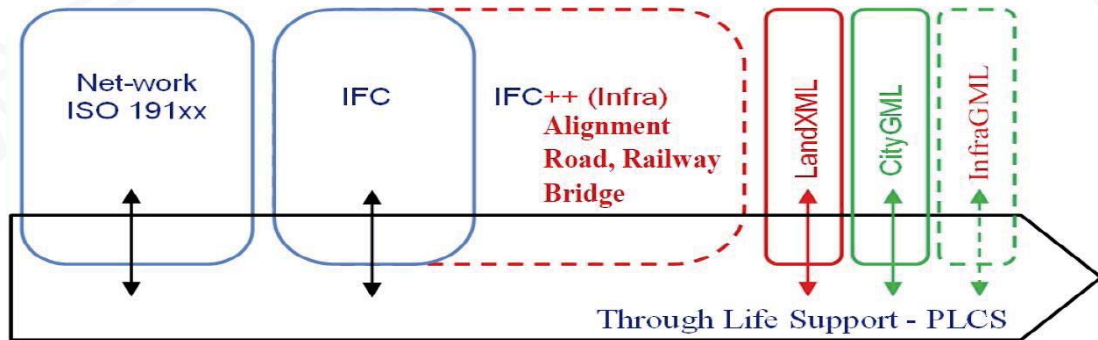 Net-work
ISO 191xx
IFC
IFC++ (Infra)
Alignment
Road, Railway
Bridge
LandXML
CityGML
InfraGML
Through Life Support - PLCS